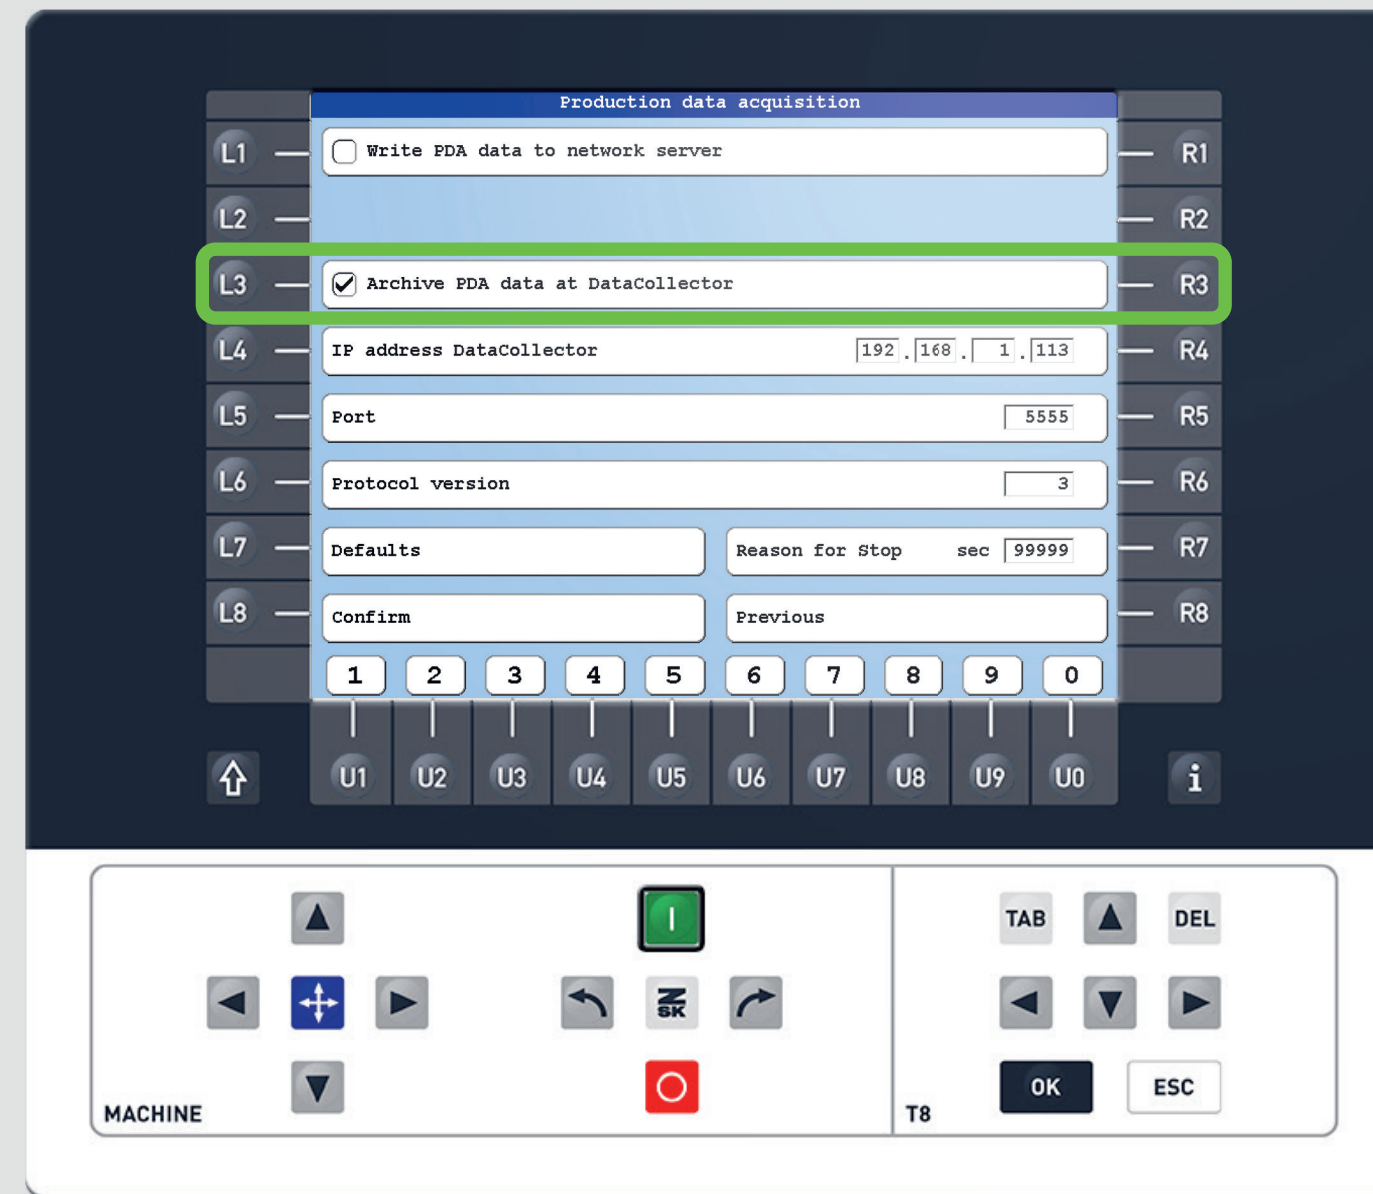 Production data acquisition
L1 Write PDA data to network server R1
L2 R2
L3 Archive PDA data at DataCollector R3
L4 IP address DataCollector 192.168.1.113 R4
L5 Port 5555 R5
L6 Protocol version 3 R6
L7 Defaults Reason for Stop sec 99999 R7
L8 Confirm Previous R8
1 2 3 4 5 6 7 8 9 0
U1 U2 U3 U4 U5 U6 U7 U8 U9 U0 i
I TAB DEL
ZSK
OK ESC
MACHINE T8